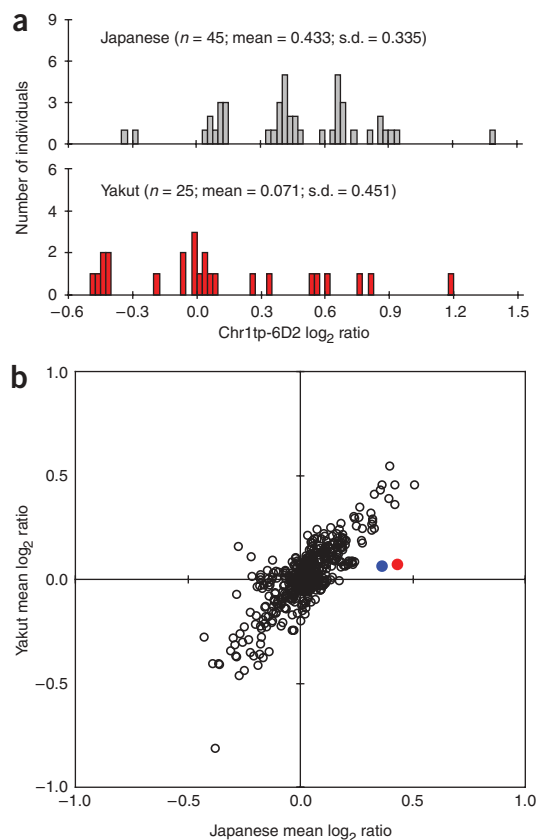 a
9
6
3
0
Number of individuals
Japanese (n = 45; mean = 0.433; s.d. = 0.335)
6
4
2
0
Yakut (n = 25; mean = 0.071; s.d. = 0.451)
−0.6 −0.3 0.0 0.3 0.6 0.9 1.2 1.5
Chr1tp-6D2 log₂ ratio
b
1.0
0.5
0.0
−0.5
−1.0
Yakut mean log₂ ratio
−1.0 −0.5 0.0 0.5 1.0
Japanese mean log₂ ratio